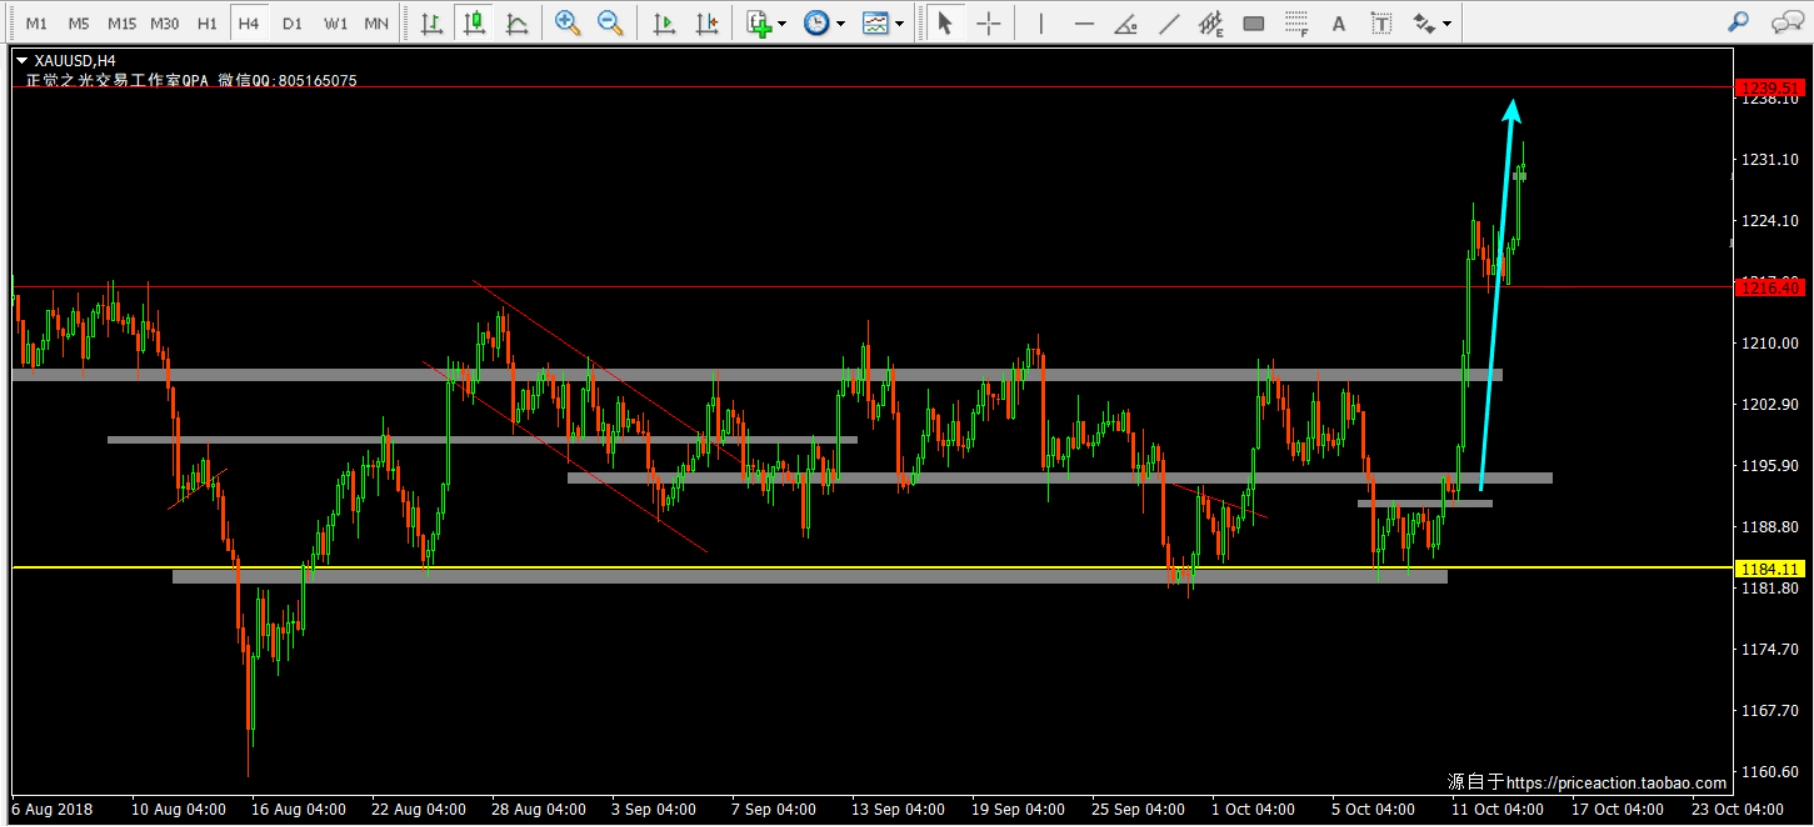 M1 M5 M15 M30 H1 H4 D1 W1 MN
E F A T
XAUUSD,H4
正觉之光交易工作室QPA 微信QQ:805165075
1239.51
1238.10
1231.10
1224.10
1216.40
1210.00
1202.90
1195.90
1188.80
1184.11
1181.80
1174.70
1167.70
1160.60
源自于https://priceaction.taobao.com
6 Aug 2018 10 Aug 04:00 16 Aug 04:00 22 Aug 04:00 28 Aug 04:00 3 Sep 04:00 7 Sep 04:00 13 Sep 04:00 19 Sep 04:00 25 Sep 04:00 1 Oct 04:00 5 Oct 04:00 11 Oct 04:00 17 Oct 04:00 23 Oct 04:00